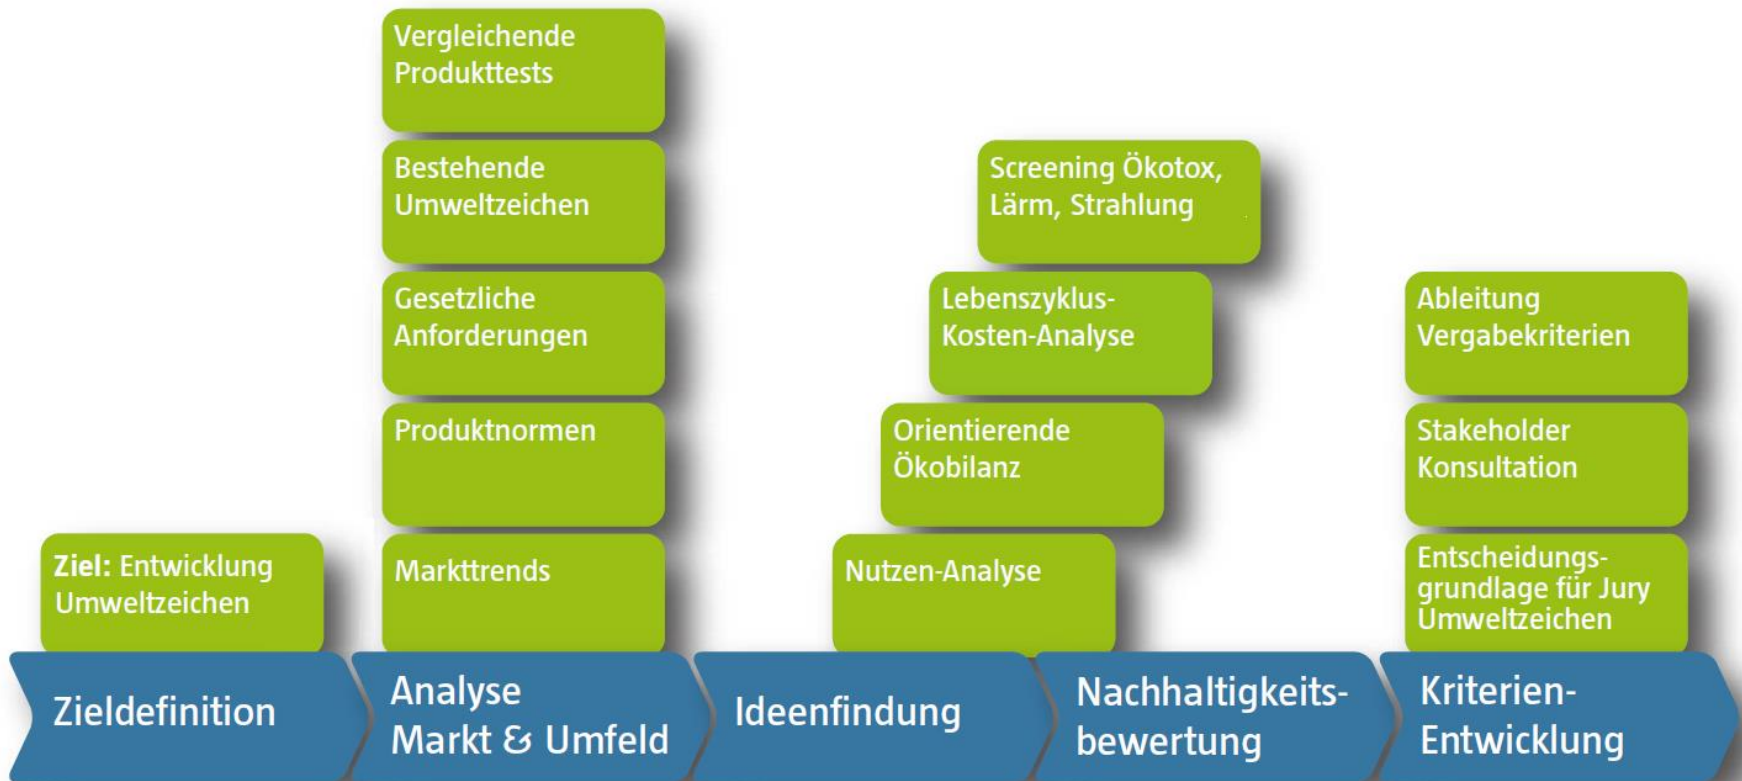 Vergleichende
Produkttests
Bestehende
Umweltzeichen
Gesetzliche
Anforderungen
Produktnormen
Markttrends
Ziel: Entwicklung
Umweltzeichen
Screening Ökotox,
Lärm, Strahlung
Lebenszyklus-
Kosten-Analyse
Orientierende
Ökobilanz
Nutzen-Analyse
Ableitung
Vergabekriterien
Stakeholder
Konsultation
Entscheidungs-
grundlage für Jury
Umweltzeichen
Zieldefinition
Analyse
Markt & Umfeld
Ideenfindung
Nachhaltigkeits-
bewertung
Kriterien-
Entwicklung